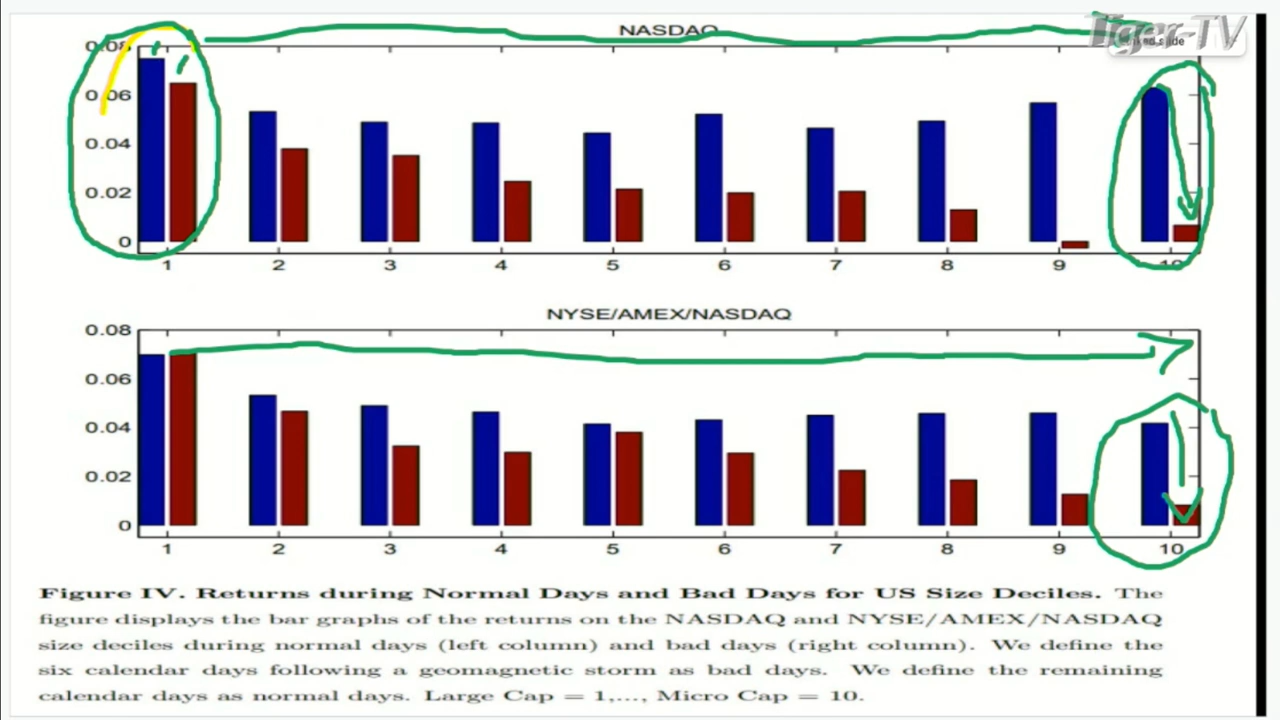 NASDAQ
Tiger-TV
0.08
0.06
0.04
0.02
0
1 2 3 4 5 6 7 8 9 10
NYSE/AMEX/NASDAQ
0.08
0.06
0.04
0.02
0
1 2 3 4 5 6 7 8 9 10
Figure IV. Returns during Normal Days and Bad Days for US Size Deciles. The
figure displays the bar graphs of the returns on the NASDAQ and NYSE/AMEX/NASDAQ
size deciles during normal days (left column) and bad days (right column). We define the
six calendar days following a geomagnetic storm as bad days. We define the remaining
calendar days as normal days. Large Cap = 1,..., Micro Cap = 10.